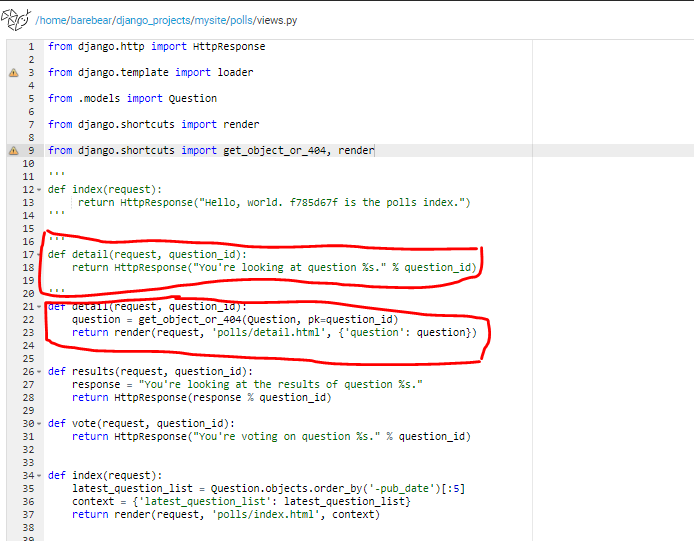 /home/barebear/django_projects/mysite/polls/views.py
1 from django.http import HttpResponse
2
3 from django.template import loader
4
5 from .models import Question
6
7 from django.shortcuts import render
8
9 from django.shortcuts import get_object_or_404, render
10
11 '''
12 def index(request):
13     return HttpResponse("Hello, world. f785d67f is the polls index.")
14 '''
15
16 '''
17 def detail(request, question_id):
18     return HttpResponse("You're looking at question %s." % question_id)
19
20 '''
21 def detail(request, question_id):
22     question = get_object_or_404(Question, pk=question_id)
23     return render(request, 'polls/detail.html', {'question': question})
24
25
26 def results(request, question_id):
27     response = "You're looking at the results of question %s."
28     return HttpResponse(response % question_id)
29
30 def vote(request, question_id):
31     return HttpResponse("You're voting on question %s." % question_id)
32
33
34 def index(request):
35     latest_question_list = Question.objects.order_by('-pub_date')[:5]
36     context = {'latest_question_list': latest_question_list}
37     return render(request, 'polls/index.html', context)
38
39